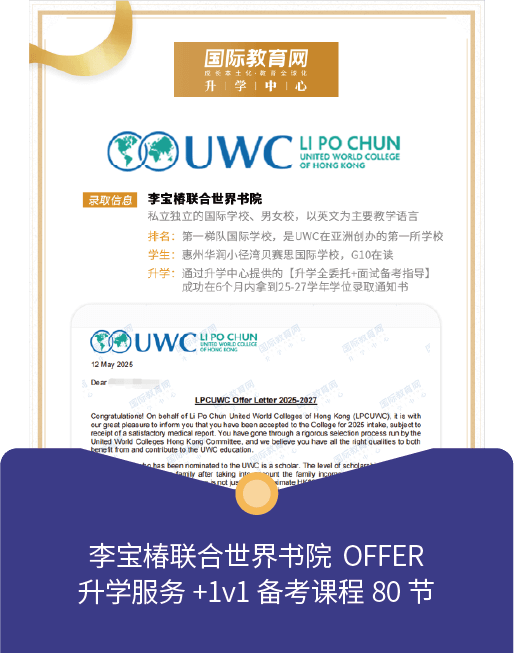 国际教育网
成长本土化·教育全球化
升 | 学 | 中 | 心
UWC LI PO CHUN
UNITED WORLD COLLEGE
OF HONG KONG
录取信息 李宝椿联合世界书院
私立独立的国际学校、男女校，以英文为主要教学语言
排名：第一梯队国际学校，是UWC在亚洲创办的第一所学校
学生：惠州华润小径湾贝赛思国际学校，G10在读
升学：通过升学中心提供的【升学全委托+面试备考指导】
成功在6个月内拿到25-27学年学位录取通知书
UWC LI PO CHUN
UNITED WORLD COLLEGE
OF HONG KONG
12 May 2025
Dear
LPCUWC Offer Letter 2025-2027
Congratulations! On behalf of Li Po Chun United World Colleges of Hong Kong (LPCUWC), it is with
our great pleasure to inform you that you have been accepted to the College for 2025 intake, subject to
receipt of a satisfactory medical report. You have gone through a rigorous selection process run by the
United World Colleges Hong Kong Committee, and we believe you have all the right qualities to both
benefit from and contribute to the UWC education.
has been nominated to the UWC is a scholar. The level of
family after taking into account the family
李宝椿联合世界书院 OFFER
升学服务 +1v1 备考课程 80 节